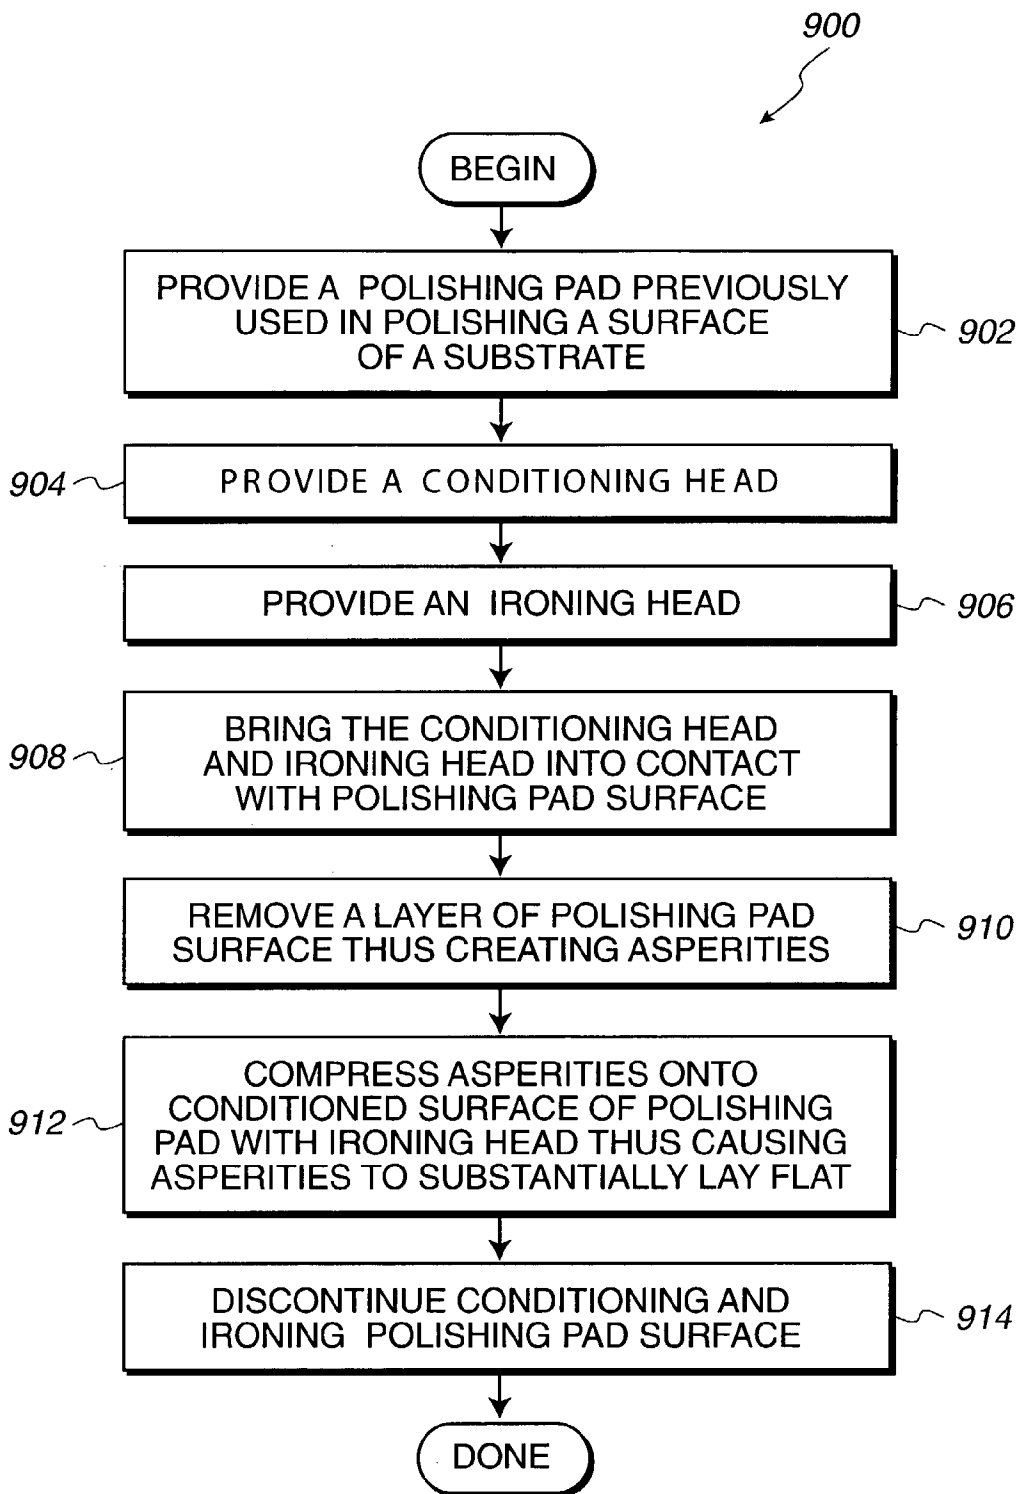 900
BEGIN
PROVIDE A POLISHING PAD PREVIOUSLY
USED IN POLISHING A SURFACE
OF A SUBSTRATE
902
904
PROVIDE A CONDITIONING HEAD
PROVIDE AN IRONING HEAD
906
908
BRING THE CONDITIONING HEAD
AND IRONING HEAD INTO CONTACT
WITH POLISHING PAD SURFACE
REMOVE A LAYER OF POLISHING PAD
SURFACE THUS CREATING ASPERITIES
910
912
COMPRESS ASPERITIES ONTO
CONDITIONED SURFACE OF POLISHING
PAD WITH IRONING HEAD THUS CAUSING
ASPERITIES TO SUBSTANTIALLY LAY FLAT
DISCONTINUE CONDITIONING AND
IRONING POLISHING PAD SURFACE
914
DONE